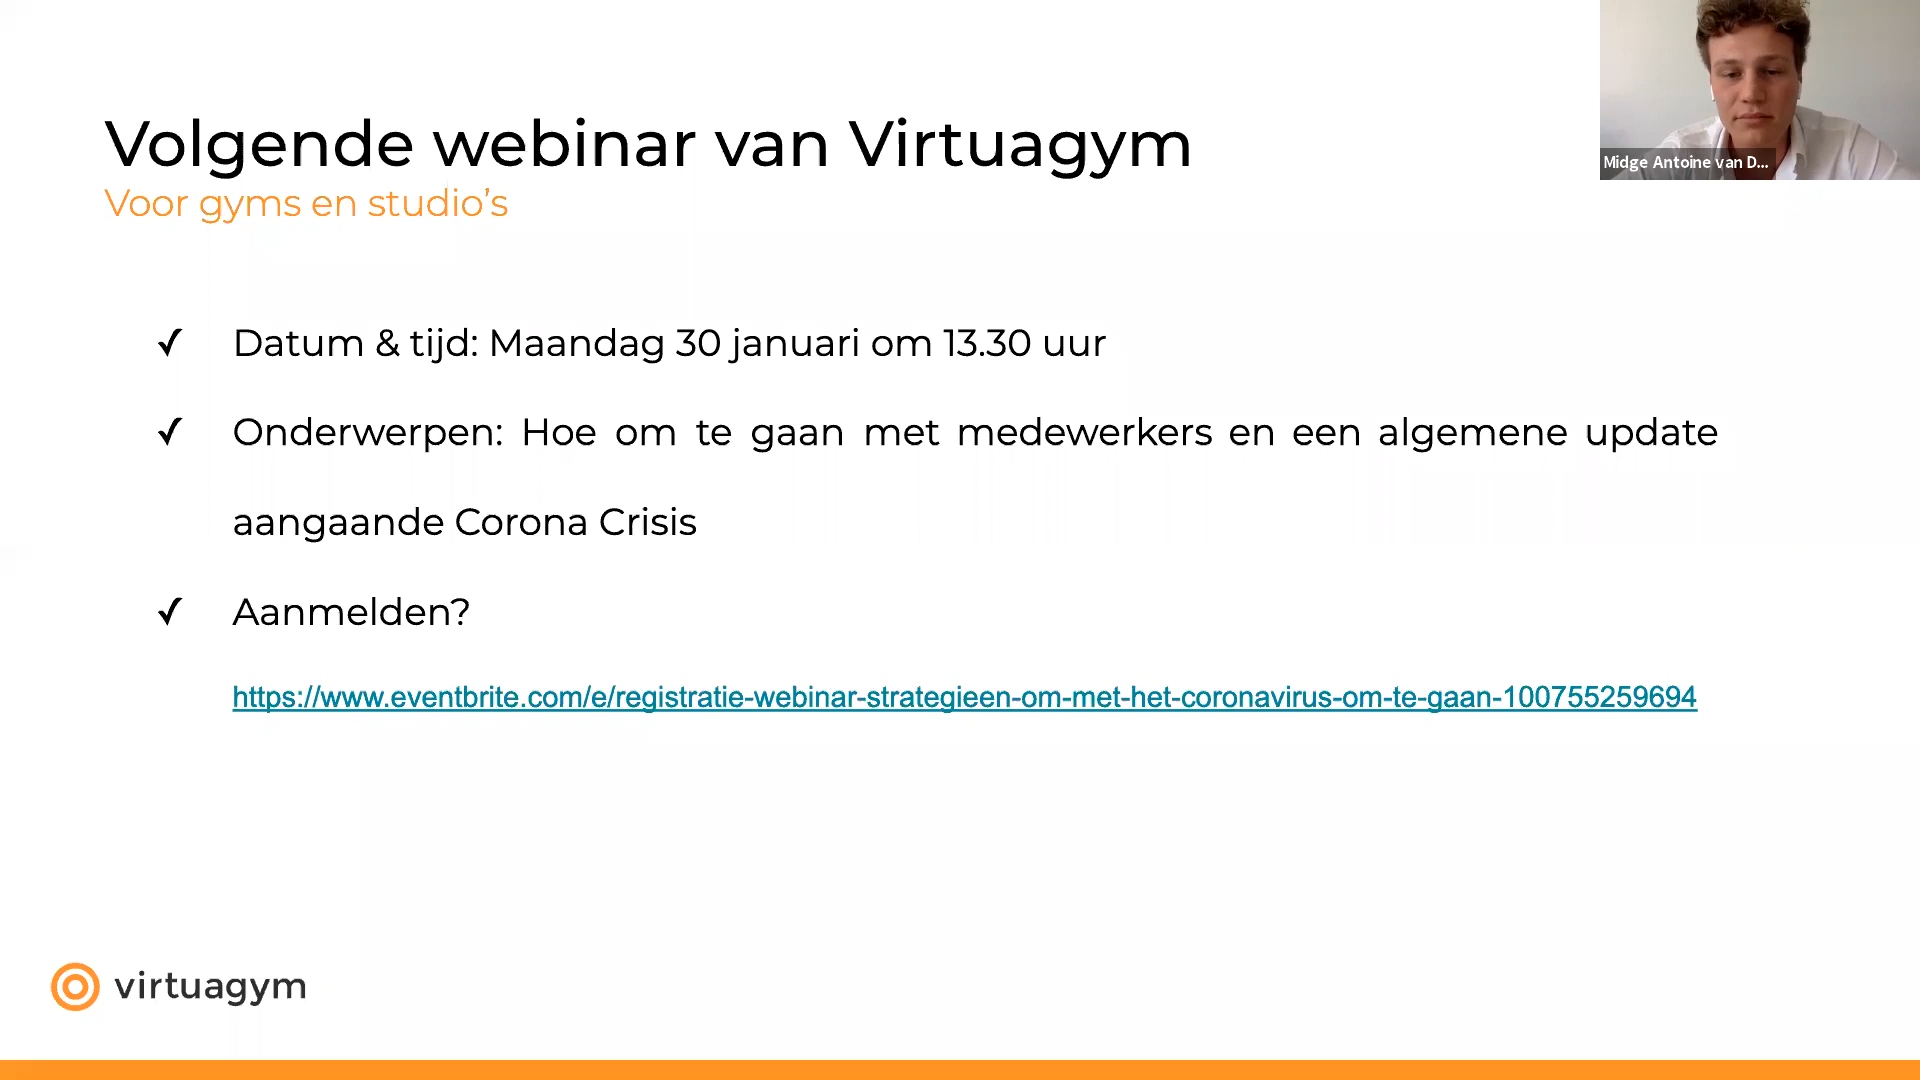 Volgende webinar van Virtuagym
Voor gyms en studio's
Midge Antoine van D...
✓ Datum & tijd: Maandag 30 januari om 13.30 uur
✓ Onderwerpen: Hoe om te gaan met medewerkers en een algemene update
aangaande Corona Crisis
✓ Aanmelden?
https://www.eventbrite.com/e/registratie-webinar-strategieen-om-met-het-coronavirus-om-te-gaan-100755259694
virtuagym